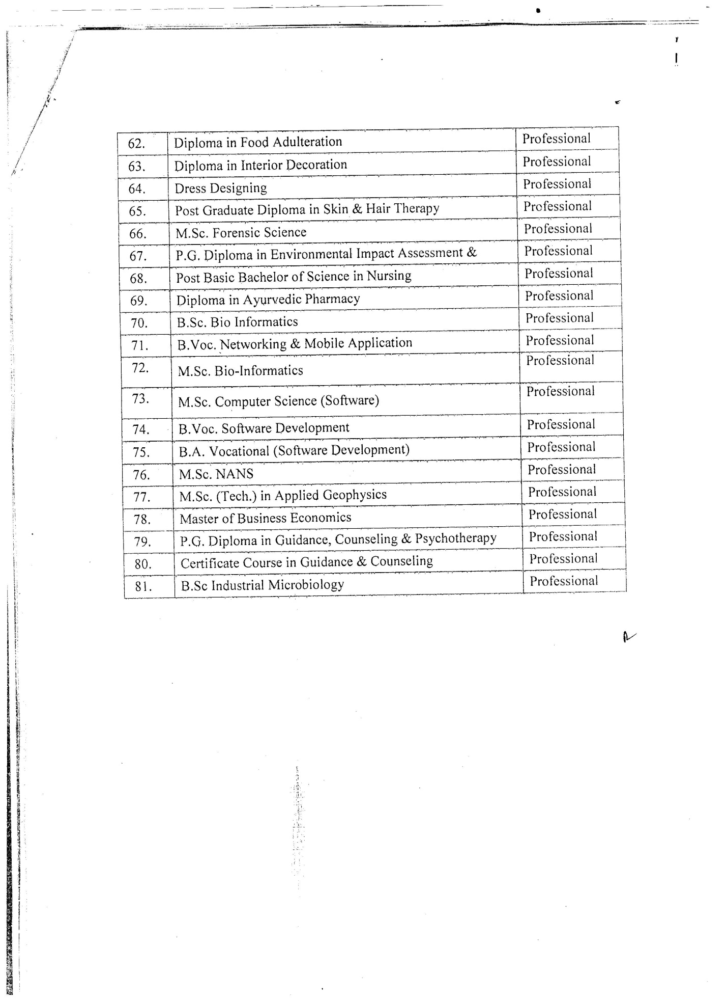 62. Diploma in Food Adulteration Professional
63. Diploma in Interior Decoration Professional
64. Dress Designing Professional
65. Post Graduate Diploma in Skin & Hair Therapy Professional
66. M.Sc. Forensic Science Professional
67. P.G. Diploma in Environmental Impact Assessment & Professional
68. Post Basic Bachelor of Science in Nursing Professional
69. Diploma in Ayurvedic Pharmacy Professional
70. B.Sc. Bio Informatics Professional
71. B.Voc. Networking & Mobile Application Professional
72. M.Sc. Bio-Informatics Professional
73. M.Sc. Computer Science (Software) Professional
74. B.Voc. Software Development Professional
75. B.A. Vocational (Software Development) Professional
76. M.Sc. NANS Professional
77. M.Sc. (Tech.) in Applied Geophysics Professional
78. Master of Business Economics Professional
79. P.G. Diploma in Guidance, Counseling & Psychotherapy Professional
80. Certificate Course in Guidance & Counseling Professional
81. B.Sc Industrial Microbiology Professional